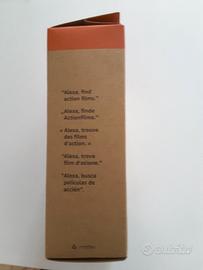 "Alexa, find
action films."
„Alexa, finde
Actionfilme."
« Alexa, trouve
des films
d'action. »
"Alexa, trova
film d'azione."
"Alexa, busca
películas de
acción".
subito